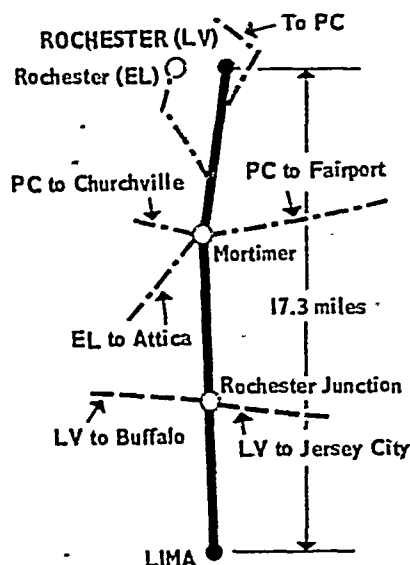 To PC
ROCHESTER (LV)
Rochester (EL)
PC to Churchville
PC to Fairport
Mortimer
17.3 miles
EL to Attica
Rochester Junction
LV to Buffalo
LV to Jersey City
LIMA